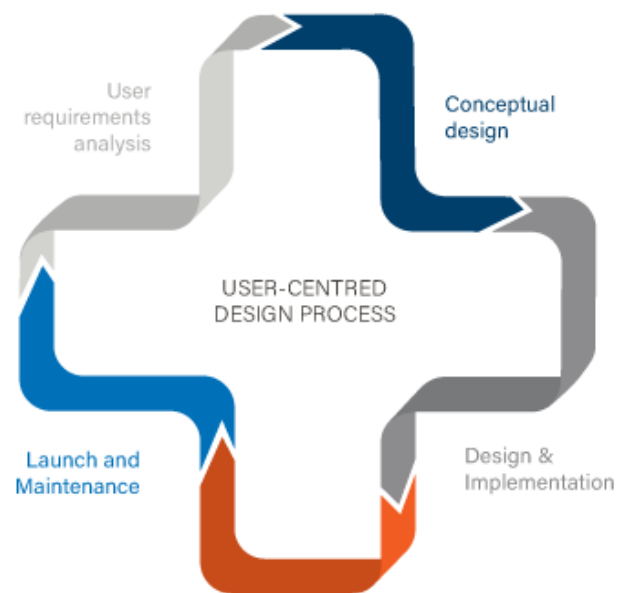 User
requirements
analysis
Conceptual
design
USER-CENTRED
DESIGN PROCESS
Launch and
Maintenance
Design &
Implementation